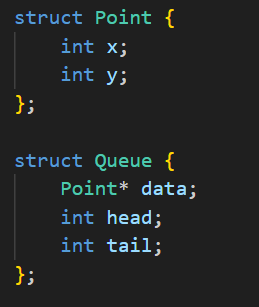 struct Point {
    int x;
    int y;
};

struct Queue {
    Point* data;
    int head;
    int tail;
};